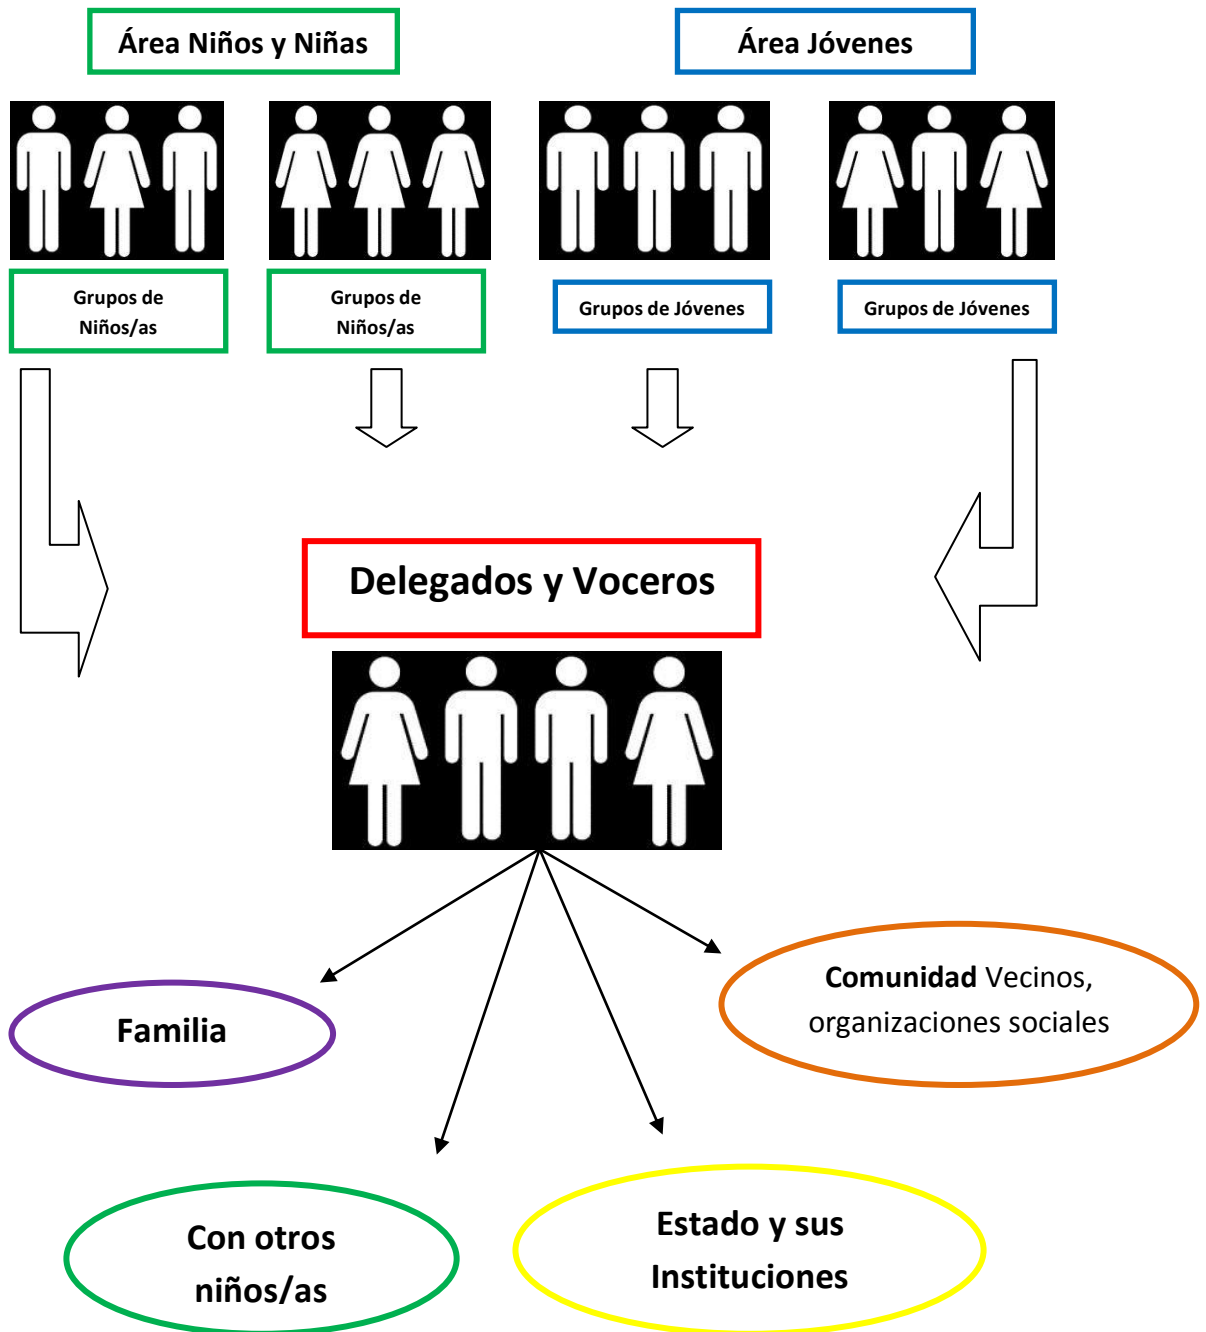 Área Niños y Niñas
Área Jóvenes
Grupos de
Niños/as
Grupos de
Niños/as
Grupos de Jóvenes
Grupos de Jóvenes
Delegados y Voceros
Familia
Comunidad Vecinos,
organizaciones sociales
Con otros
niños/as
Estado y sus
Instituciones